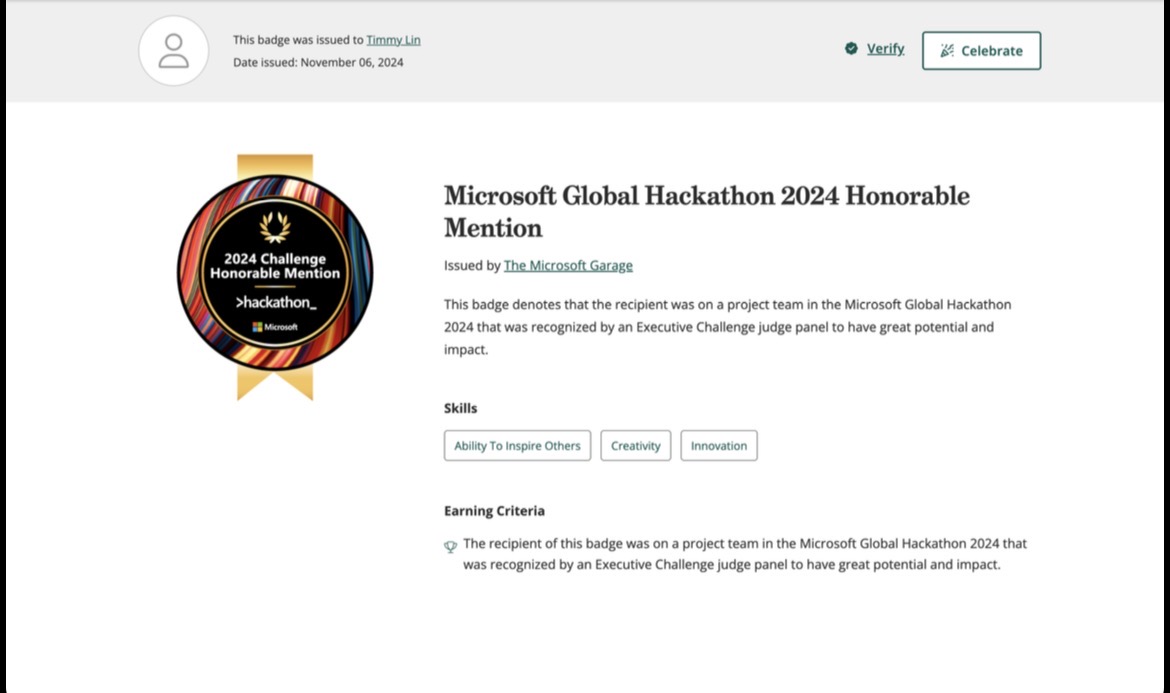 This badge was issued to Timmy Lin
Date issued: November 06, 2024
Verify
Celebrate
2024 Challenge
Honorable Mention
>hackathon_
Microsoft
Microsoft Global Hackathon 2024 Honorable
Mention
Issued by The Microsoft Garage
This badge denotes that the recipient was on a project team in the Microsoft Global Hackathon
2024 that was recognized by an Executive Challenge judge panel to have great potential and
impact.
Skills
Ability To Inspire Others
Creativity
Innovation
Earning Criteria
The recipient of this badge was on a project team in the Microsoft Global Hackathon 2024 that
was recognized by an Executive Challenge judge panel to have great potential and impact.